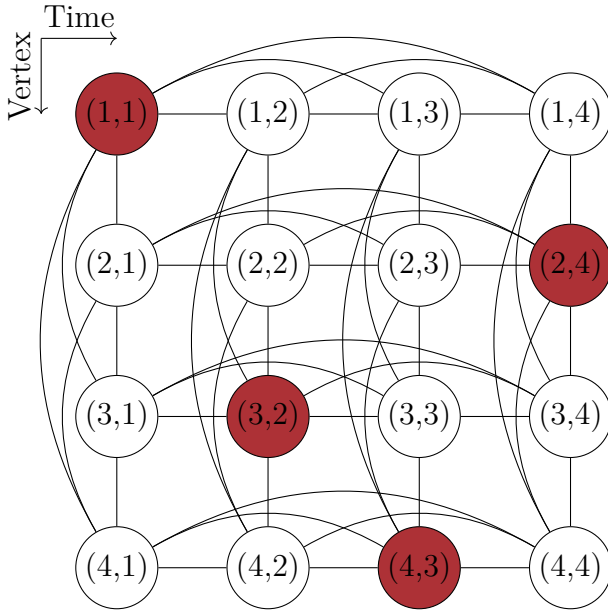 Time
Vertex
(1,1) (1,2) (1,3) (1,4)
(2,1) (2,2) (2,3) (2,4)
(3,1) (3,2) (3,3) (3,4)
(4,1) (4,2) (4,3) (4,4)